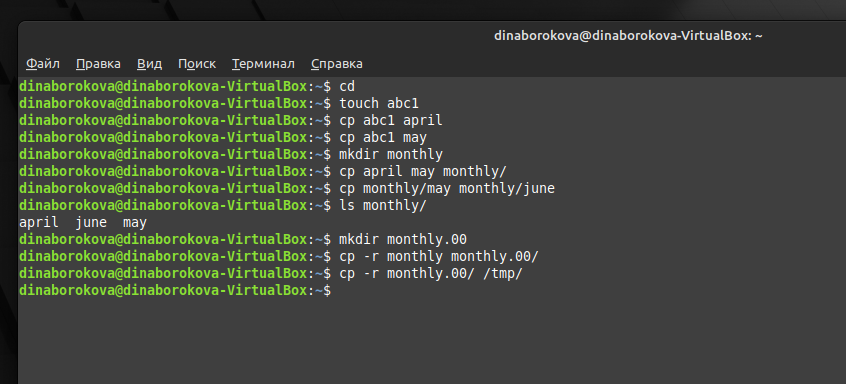 dinaborokova@dinaborokova-VirtualBox: ~
Файл Правка Вид Поиск Терминал Справка
dinaborokova@dinaborokova-VirtualBox:~$ cd
dinaborokova@dinaborokova-VirtualBox:~$ touch abc1
dinaborokova@dinaborokova-VirtualBox:~$ cp abc1 april
dinaborokova@dinaborokova-VirtualBox:~$ cp abc1 may
dinaborokova@dinaborokova-VirtualBox:~$ mkdir monthly
dinaborokova@dinaborokova-VirtualBox:~$ cp april may monthly/
dinaborokova@dinaborokova-VirtualBox:~$ cp monthly/may monthly/june
dinaborokova@dinaborokova-VirtualBox:~$ ls monthly/
april  june  may
dinaborokova@dinaborokova-VirtualBox:~$ mkdir monthly.00
dinaborokova@dinaborokova-VirtualBox:~$ cp -r monthly monthly.00/
dinaborokova@dinaborokova-VirtualBox:~$ cp -r monthly.00/ /tmp/
dinaborokova@dinaborokova-VirtualBox:~$